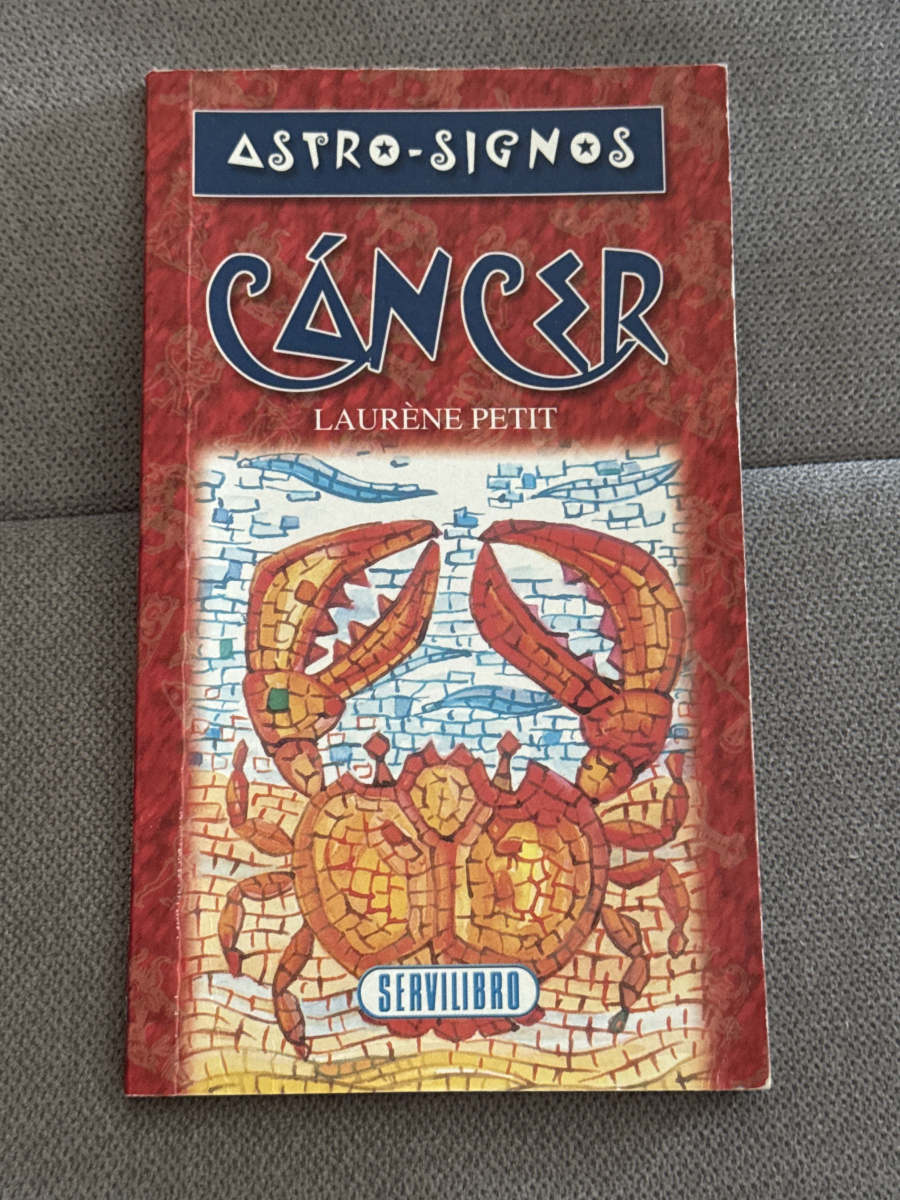 ASTRO-SIGNOS
CÁNCER
LAURÈNE PETIT
SERVILIBRO